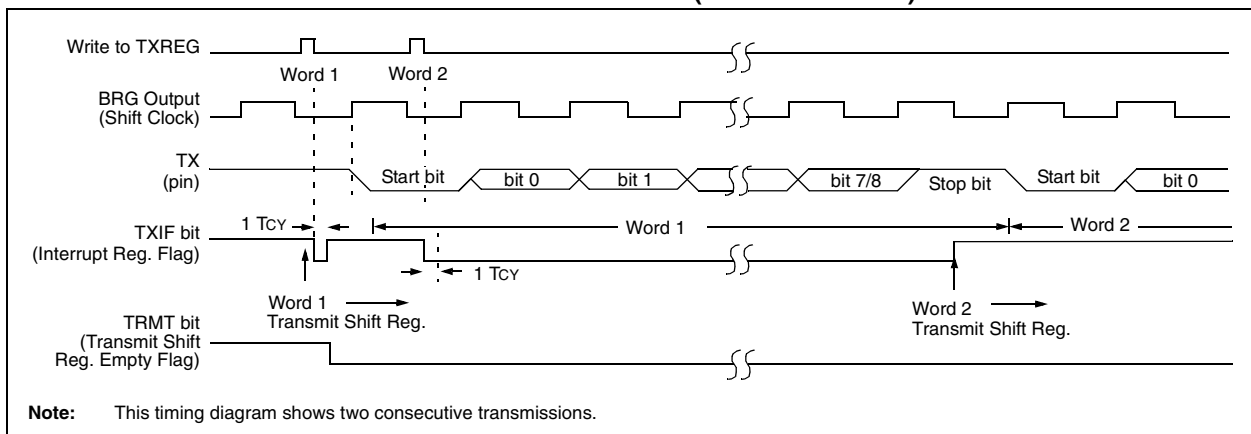 Write to TXREG
Word 1
Word 2
BRG Output
(Shift Clock)
TX
(pin)
Start bit
bit 0
bit 1
bit 7/8
Stop bit
Start bit
bit 0
1 TCY
Word 1
Word 2
TXIF bit
(Interrupt Reg. Flag)
1 TCY
Word 1
Transmit Shift Reg.
Word 2
Transmit Shift Reg.
TRMT bit
(Transmit Shift
Reg. Empty Flag)
Note: This timing diagram shows two consecutive transmissions.